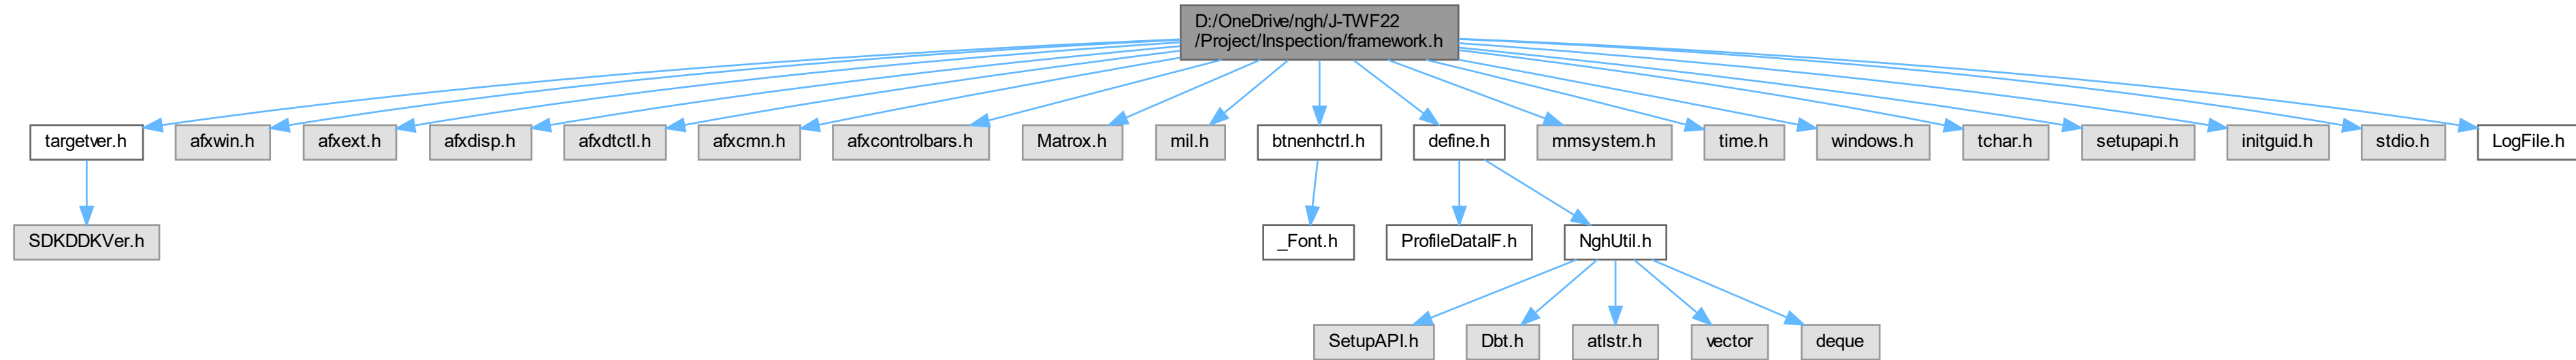 D:/OneDrive/ngh/J-TWF22
/Project/Inspection/framework.h
targetver.h
afxwin.h
afxext.h
afxdisp.h
afxdtctl.h
afxcmn.h
afxcontrolbars.h
Matrox.h
mil.h
btnenhctrl.h
define.h
mmsystem.h
time.h
windows.h
tchar.h
setupapi.h
initguid.h
stdio.h
LogFile.h
SDKDDKVer.h
_Font.h
ProfileDataIF.h
NghUtil.h
SetupAPI.h
Dbt.h
atlstr.h
vector
deque